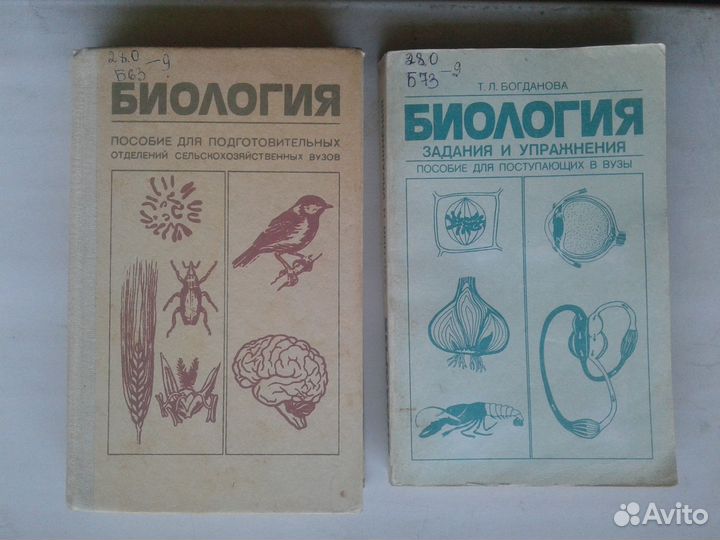 28.0 – 9
Б63
БИОЛОГИЯ
ПОСОБИЕ ДЛЯ ПОДГОТОВИТЕЛЬНЫХ
ОТДЕЛЕНИЙ СЕЛЬСКОХОЗЯЙСТВЕННЫХ ВУЗОВ
28.0 – 9
Б73
Т. Л. БОГДАНОВА
БИОЛОГИЯ
ЗАДАНИЯ И УПРАЖНЕНИЯ
ПОСОБИЕ ДЛЯ ПОСТУПАЮЩИХ В ВУЗЫ
Avito